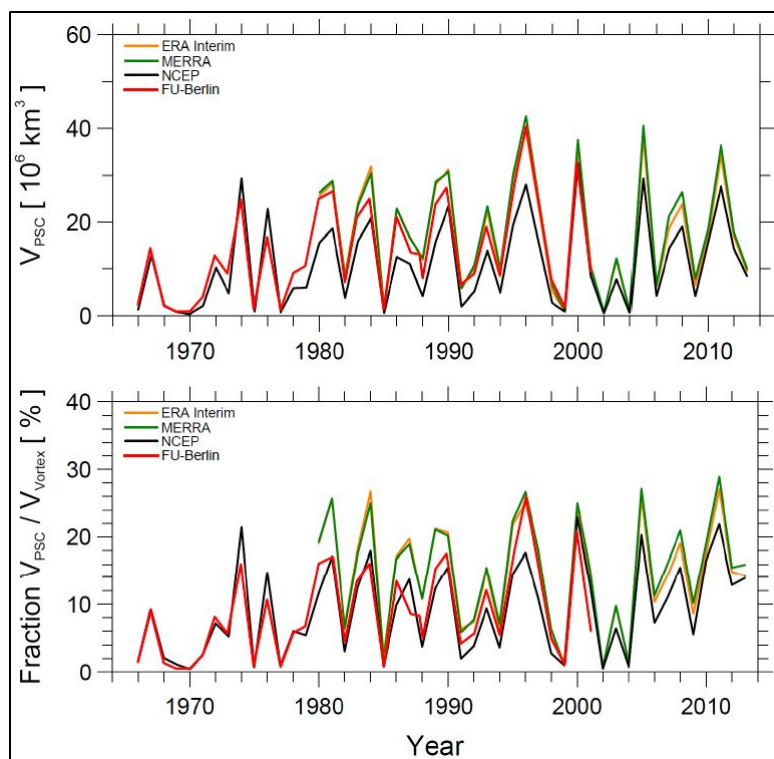 60
40
20
0
V_PSC [ 10^6 km^3 ]
ERA Interim
MERRA
NCEP
FU-Berlin
1970 1980 1990 2000 2010
40
30
20
10
0
Fraction V_PSC / V_Vortex [ % ]
ERA Interim
MERRA
NCEP
FU-Berlin
1970 1980 1990 2000 2010
Year